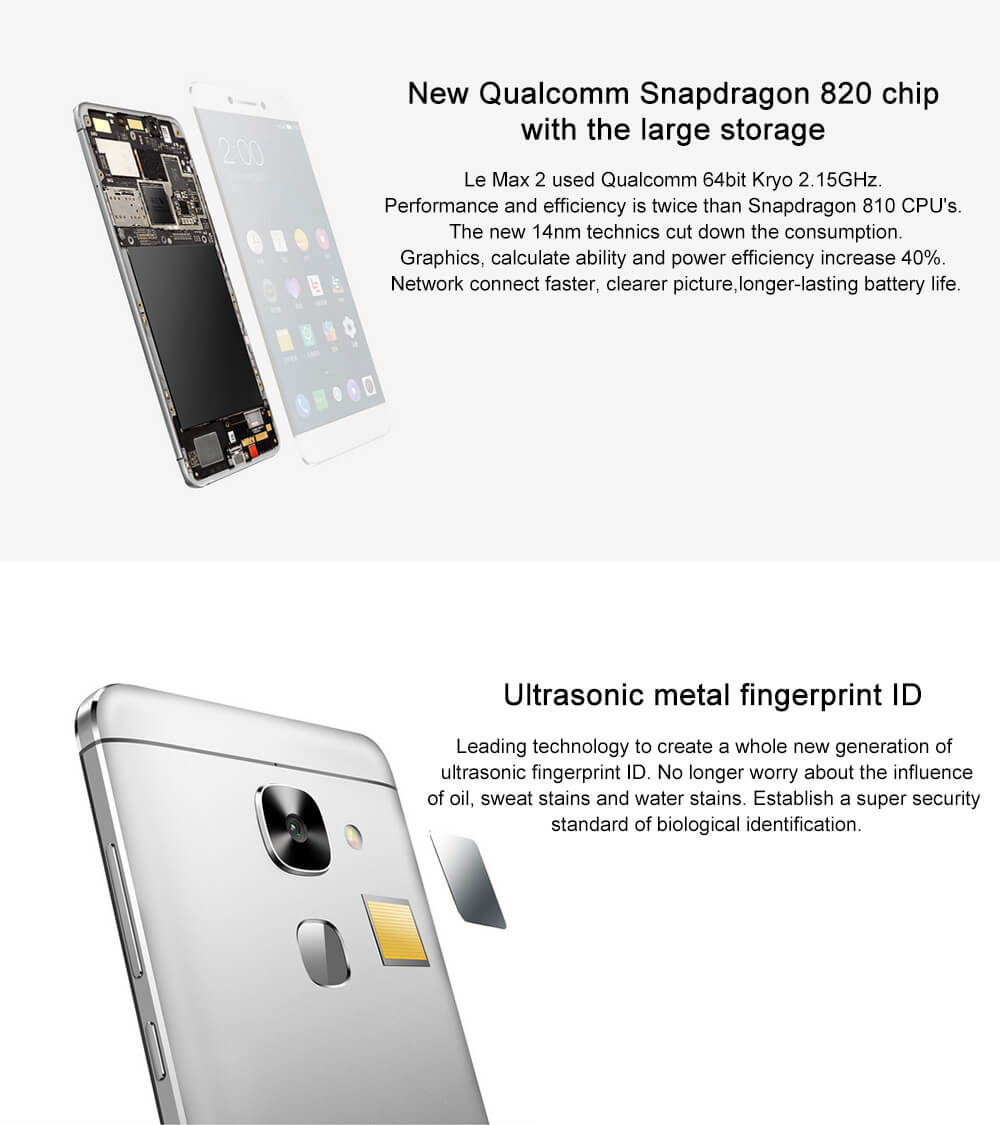 New Qualcomm Snapdragon 820 chip
with the large storage
Le Max 2 used Qualcomm 64bit Kryo 2.15GHz.
Performance and efficiency is twice than Snapdragon 810 CPU's.
The new 14nm technics cut down the consumption.
Graphics, calculate ability and power efficiency increase 40%.
Network connect faster, clearer picture,longer-lasting battery life.
2:00
Ultrasonic metal fingerprint ID
Leading technology to create a whole new generation of
ultrasonic fingerprint ID. No longer worry about the influence
of oil, sweat stains and water stains. Establish a super security
standard of biological identification.